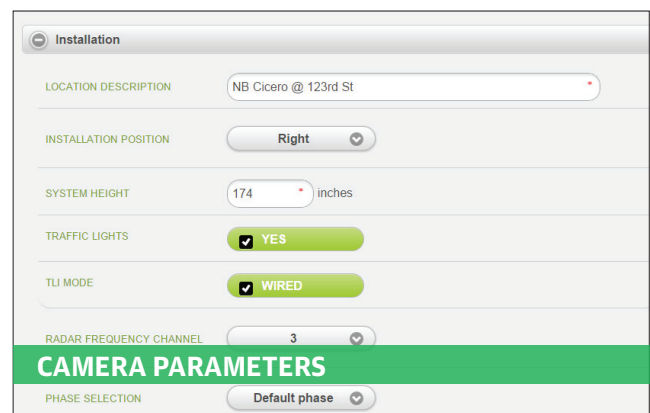 Installation
LOCATION DESCRIPTION NB Cicero @ 123rd St *
INSTALLATION POSITION Right
SYSTEM HEIGHT 174 * inches
TRAFFIC LIGHTS YES
TLI MODE WIRED
RADAR FREQUENCY CHANNEL 3
CAMERA PARAMETERS
PHASE SELECTION Default phase